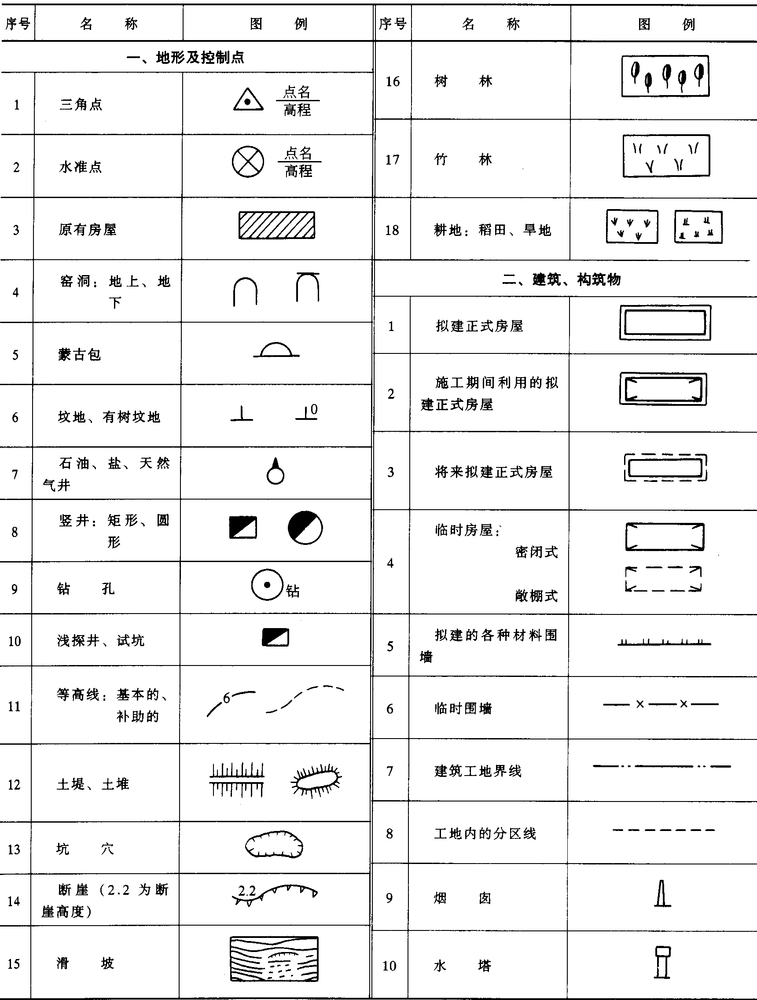 序号 名 称 图 例
一、地形及控制点
1 三角点 点名
高程
2 水准点 点名
高程
3 原有房屋
4 窑洞：地上、地
下
5 蒙古包
6 坟地、有树坟地 0
7 石油、盐、天然
气井
8 竖井：矩形、圆
形
9 钻 孔 钻
10 浅探井、试坑
11 等高线：基本的、
补助的 6
12 土堤、土堆
13 坑 穴
14 断崖（2.2 为断
崖高度） 2.2
15 滑 坡
序号 名 称 图 例
16 树 林
17 竹 林
18 耕地：稻田、旱地
二、建筑、构筑物
1 拟建正式房屋
2 施工期间利用的拟
建正式房屋
3 将来拟建正式房屋
4 临时房屋：
密闭式
敞棚式
5 拟建的各种材料围
墙
6 临时围墙
7 建筑工地界线
8 工地内的分区线
9 烟 囱
10 水 塔